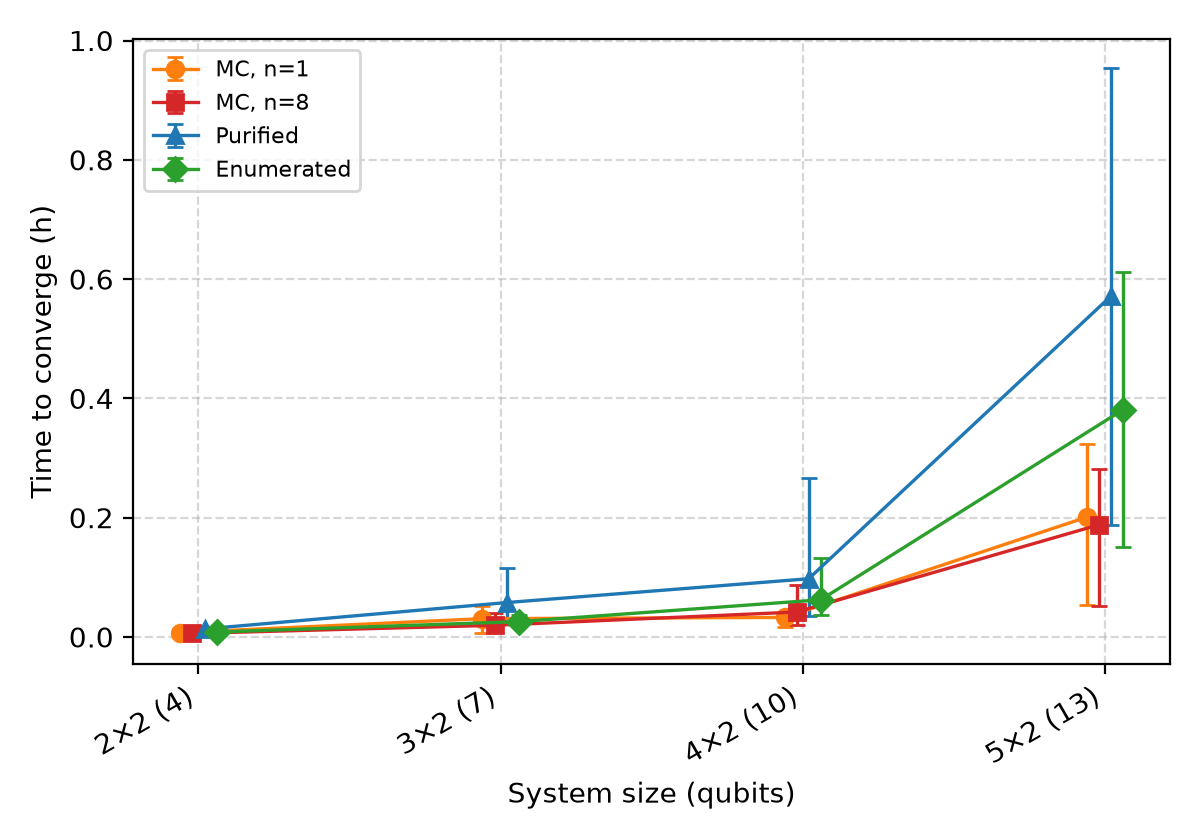 MC, n=1
MC, n=8
Purified
Enumerated
Time to converge (h)
1.0
0.8
0.6
0.4
0.2
0.0
2×2 (4)
3×2 (7)
4×2 (10)
5×2 (13)
System size (qubits)